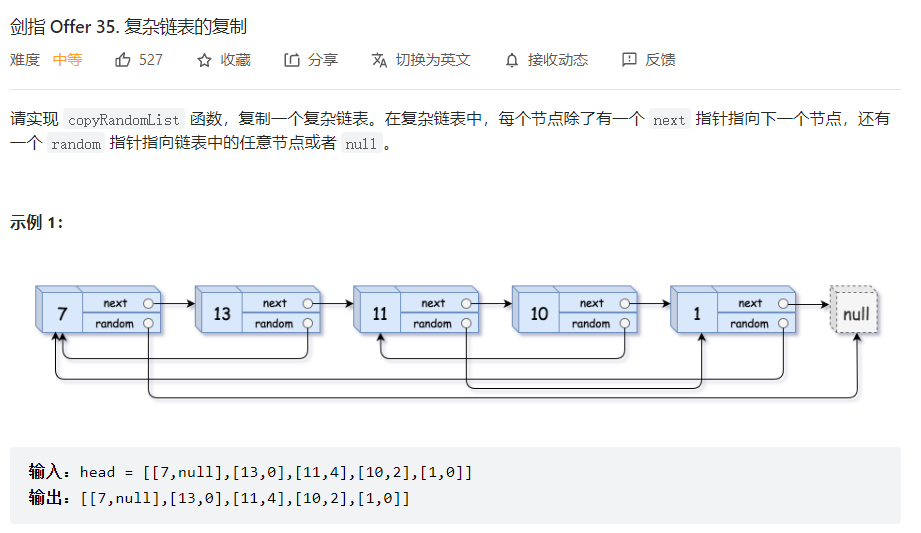 剑指 Offer 35. 复杂链表的复制
难度 中等 527 收藏 分享 切换为英文 接收动态 反馈
请实现 copyRandomList 函数，复制一个复杂链表。在复杂链表中，每个节点除了有一个 next 指针指向下一个节点，还有
一个 random 指针指向链表中的任意节点或者 null 。
示例 1：
7 next random 13 next random 11 next random 10 next random 1 next random null
输入：head = [[7,null],[13,0],[11,4],[10,2],[1,0]]
输出：[[7,null],[13,0],[11,4],[10,2],[1,0]]